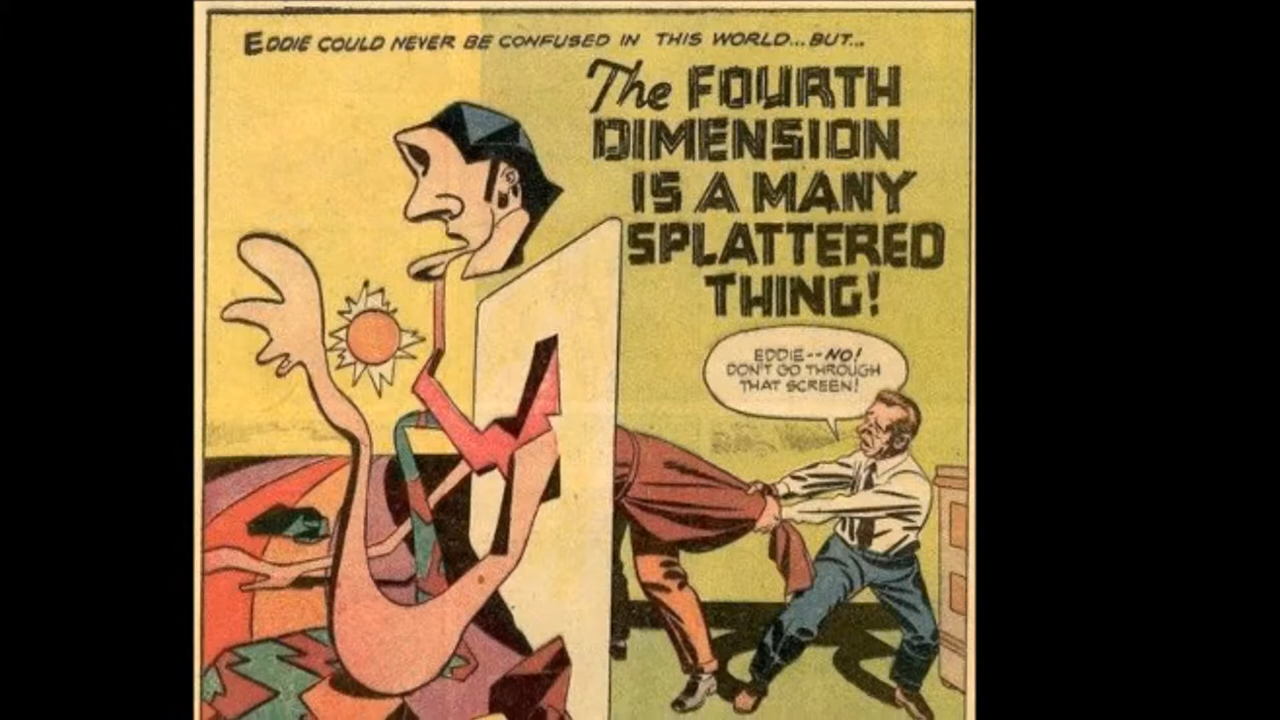 EDDIE COULD NEVER BE CONFUSED IN THIS WORLD...BUT...
The FOURTH
DIMENSION
IS A MANY
SPLATTERED
THING!
EDDIE--NO!
DON'T GO THROUGH
THAT SCREEN!